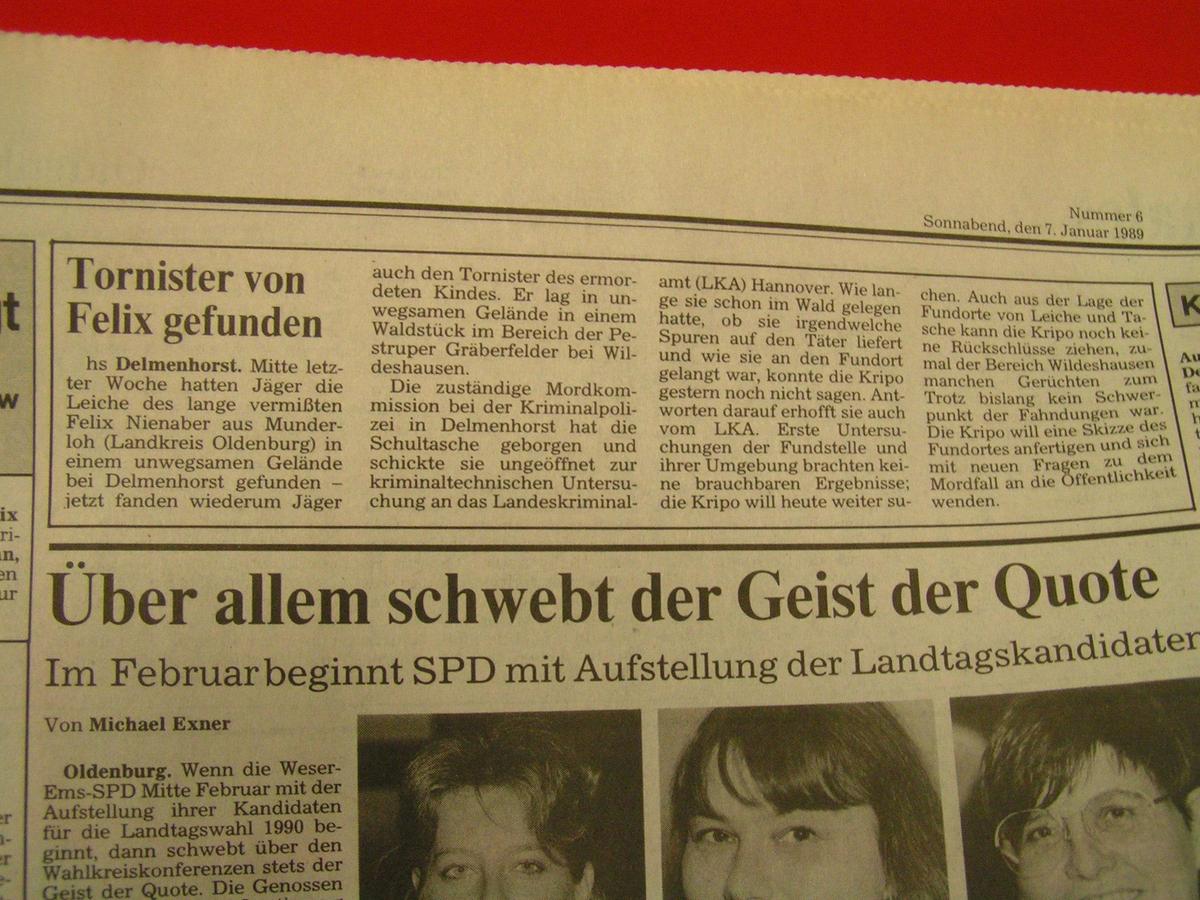 Nummer 6
Sonnabend, den 7. Januar 1989
Tornister von
Felix gefunden
hs Delmenhorst. Mitte letz-
ter Woche hatten Jäger die
Leiche des lange vermißten
Felix Nienaber aus Munder-
loh (Landkreis Oldenburg) in
einem unwegsamen Gelände
bei Delmenhorst gefunden –
jetzt fanden wiederum Jäger
auch den Tornister des ermor-
deten Kindes. Er lag in un-
wegsamen Gelände in einem
Waldstück im Bereich der Pe-
struper Gräberfelder bei Wil-
deshausen.
Die zuständige Mordkom-
mission bei der Kriminalpoli-
zei in Delmenhorst hat die
Schultasche geborgen und
schickte sie ungeöffnet zur
kriminaltechnischen Untersu-
chung an das Landeskriminal-
amt (LKA) Hannover. Wie lan-
ge sie schon im Wald gelegen
hatte, ob sie irgendwelche
Spuren auf den Täter liefert
und wie sie an den Fundort
gelangt war, konnte die Kripo
gestern noch nicht sagen. Ant-
worten darauf erhofft sie auch
vom LKA. Erste Untersu-
chungen der Fundstelle und
ihrer Umgebung brachten kei-
ne brauchbaren Ergebnisse;
die Kripo will heute weiter su-
chen. Auch aus der Lage der
Fundorte von Leiche und Ta-
sche kann die Kripo noch kei-
ne Rückschlüsse ziehen, zu-
mal der Bereich Wildeshausen
manchen Gerüchten zum
Trotz bislang kein Schwer-
punkt der Fahndungen war.
Die Kripo will eine Skizze des
Fundortes anfertigen und sich
mit neuen Fragen zu dem
Mordfall an die Öffentlichkeit
wenden.
Über allem schwebt der Geist der Quote
Im Februar beginnt SPD mit Aufstellung der Landtagskandidaten
Von Michael Exner
Oldenburg. Wenn die Weser-
Ems-SPD Mitte Februar mit der
Aufstellung ihrer Kandidaten
für die Landtagswahl 1990 be-
ginnt, dann schwebt über den
Wahlkreiskonferenzen stets der
Geist der Quote. Die Genossen